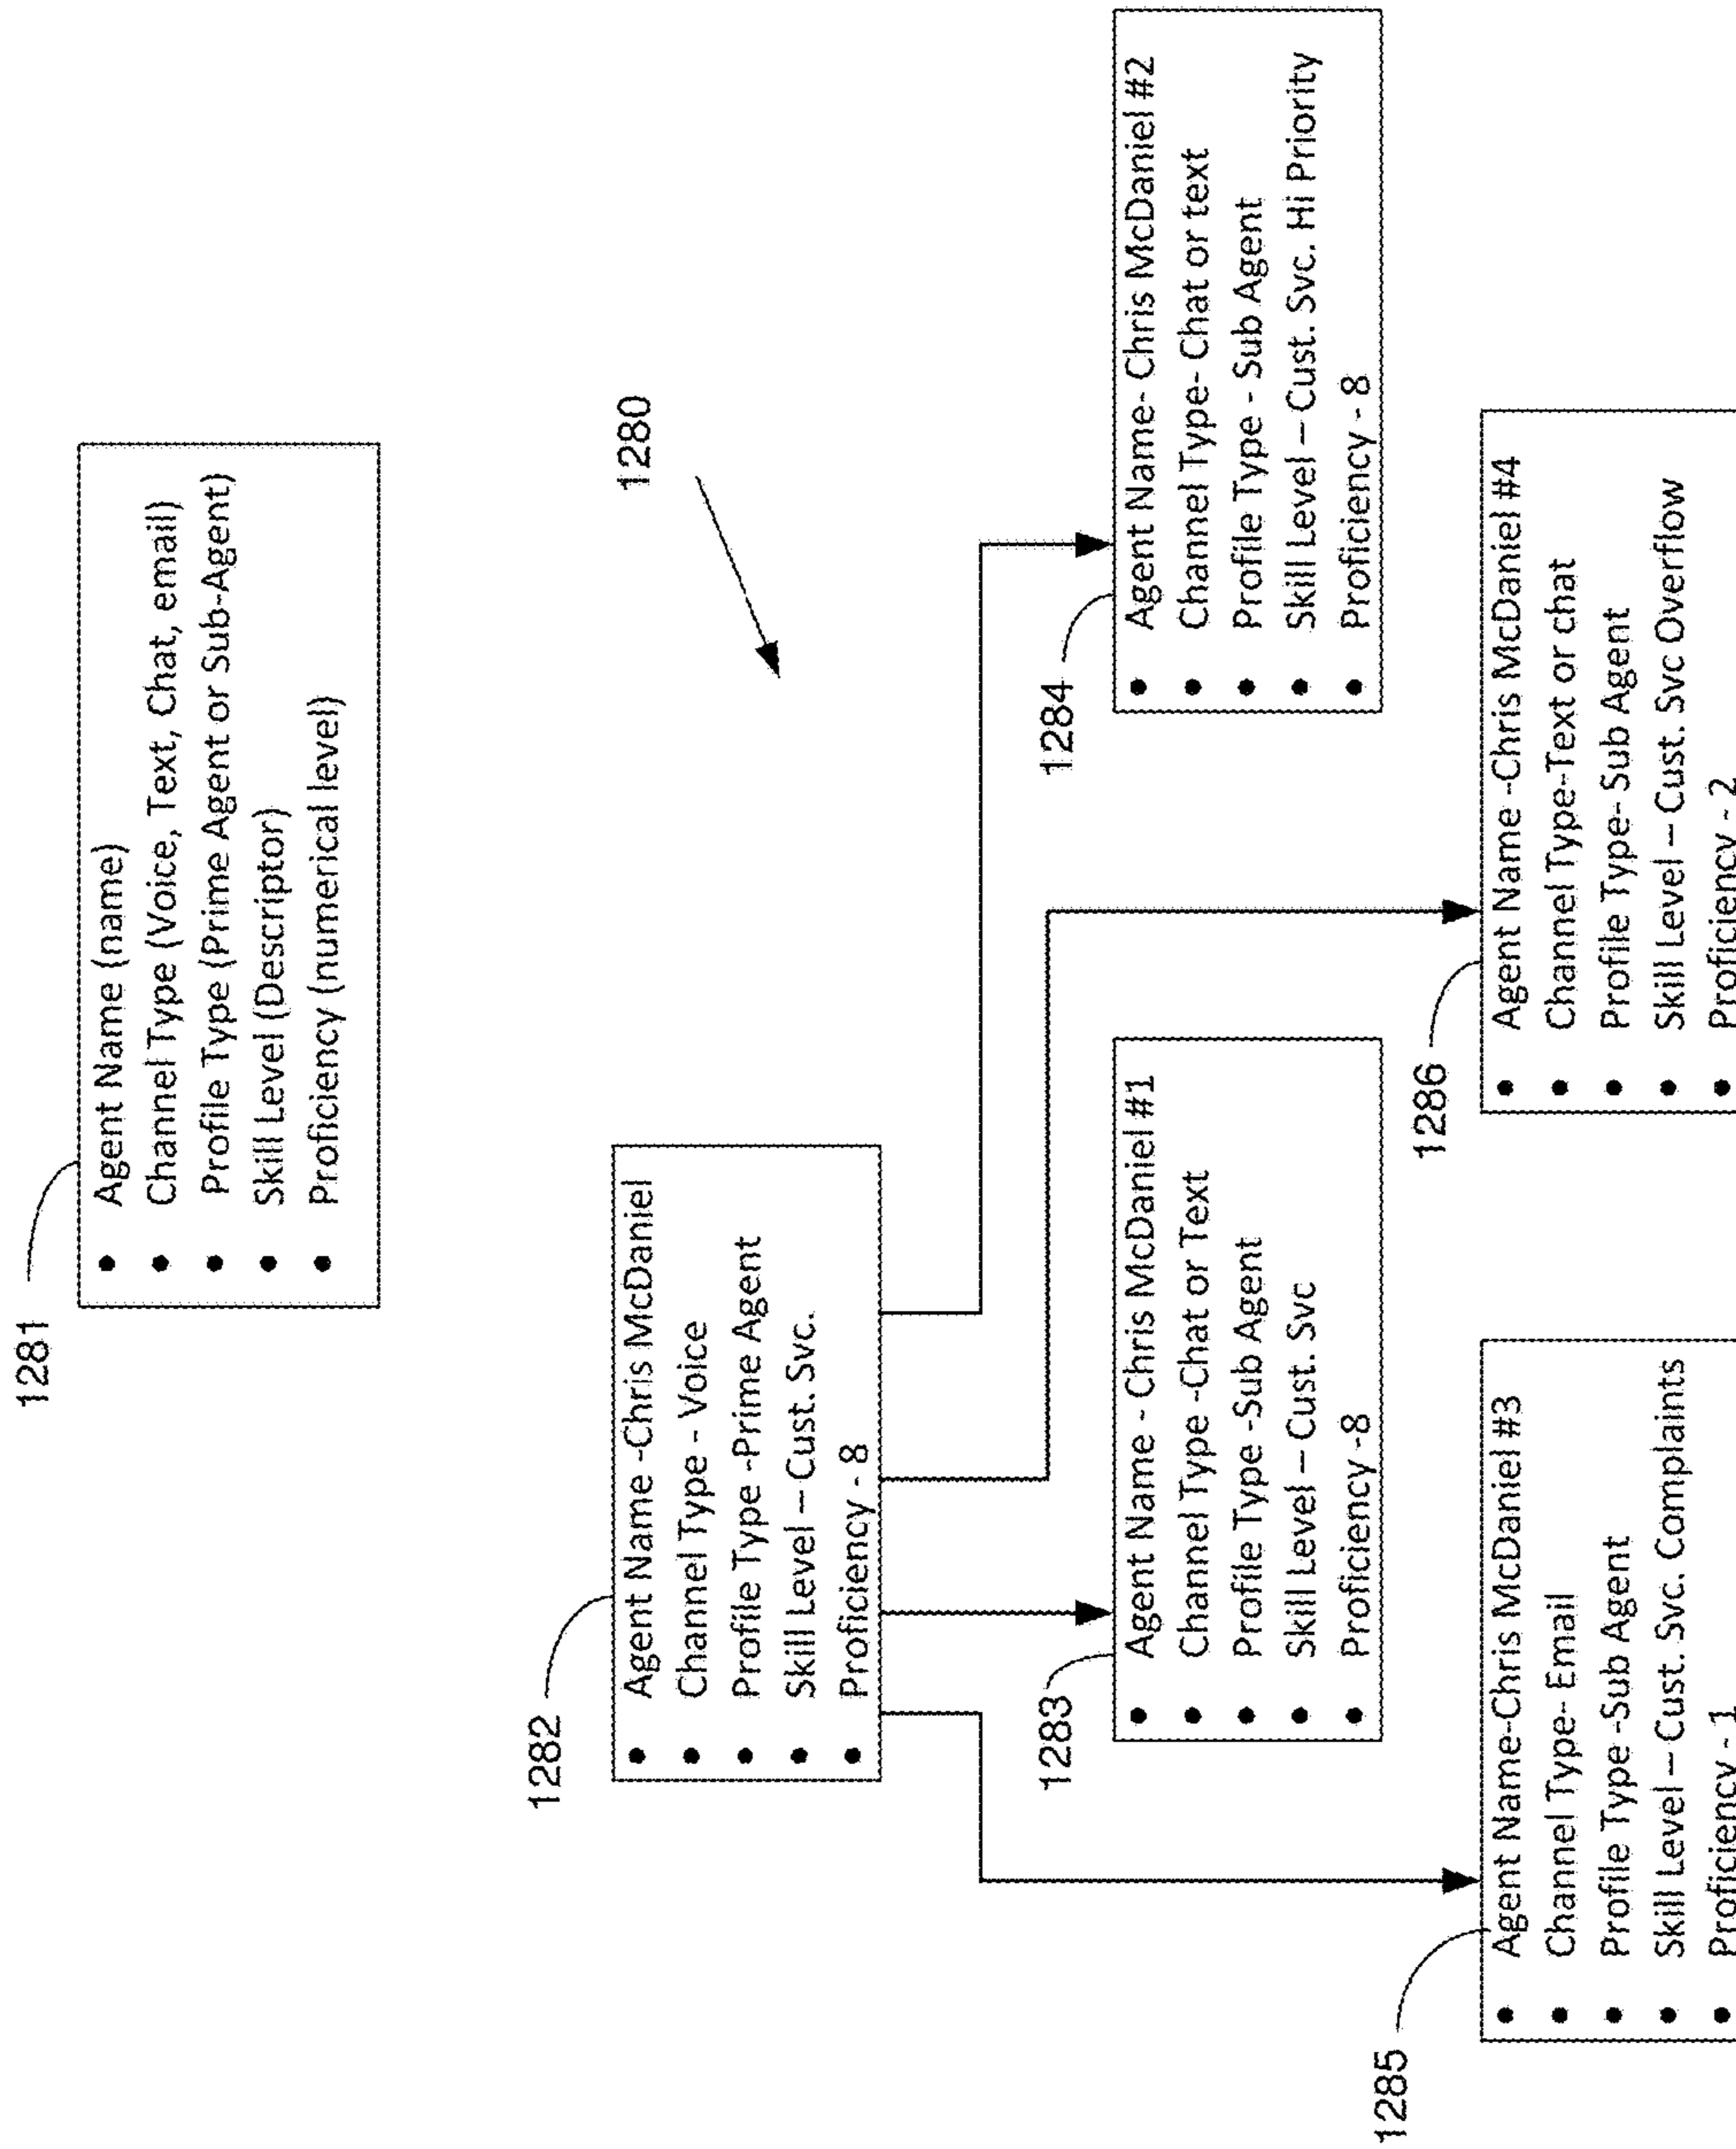 1281
• Agent Name (name)
• Channel Type (Voice, Text, Chat, email)
• Profile Type (Prime Agent or Sub-Agent)
• Skill Level (Descriptor)
• Proficiency (numerical level)
1280
1282
• Agent Name -Chris McDaniel
• Channel Type - Voice
• Profile Type -Prime Agent
• Skill Level – Cust. Svc.
• Proficiency - 8
1283
• Agent Name - Chris McDaniel #1
• Channel Type -Chat or Text
• Profile Type -Sub Agent
• Skill Level – Cust. Svc
• Proficiency -8
1284
• Agent Name- Chris McDaniel #2
• Channel Type- Chat or text
• Profile Type - Sub Agent
• Skill Level – Cust. Svc. Hi Priority
• Proficiency - 8
1285
• Agent Name-Chris McDaniel #3
• Channel Type- Email
• Profile Type -Sub Agent
• Skill Level – Cust. Svc. Complaints
• Proficiency - 1
1286
• Agent Name -Chris McDaniel #4
• Channel Type-Text or chat
• Profile Type- Sub Agent
• Skill Level – Cust. Svc Overflow
• Proficiency - 2